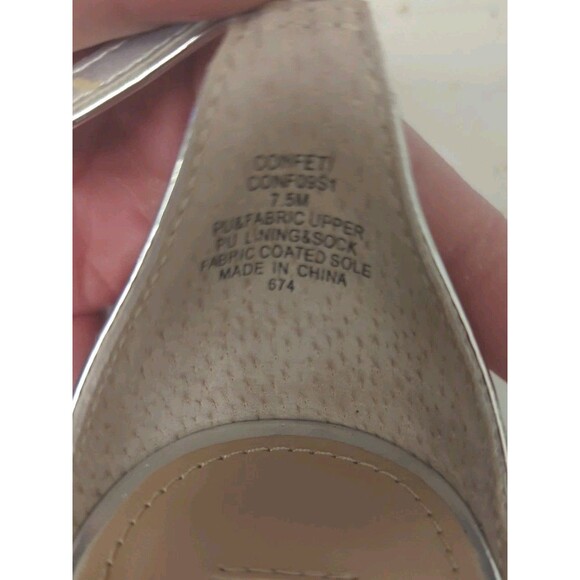 CONFETI
CONF09S1
7.5M
PU&FABRIC UPPER
PU LINING&SOCK
FABRIC COATED SOLE
MADE IN CHINA
674